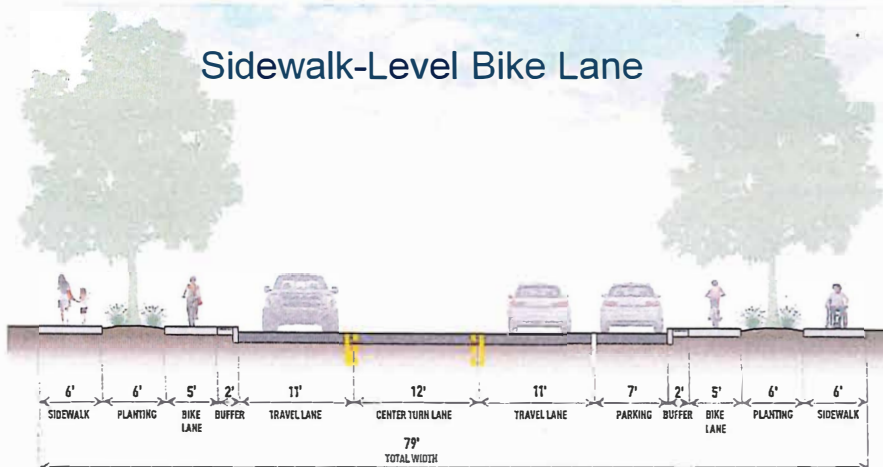 Sidewalk-Level Bike Lane
6' 6' 5' 2' 11' 12' 11' 7' 2' 5' 6' 6'
SIDEWALK PLANTING BIKE LANE BUFFER TRAVEL LANE CENTER TURN LANE TRAVEL LANE PARKING BUFFER BIKE LANE PLANTING SIDEWALK
79'
TOTAL WIDTH